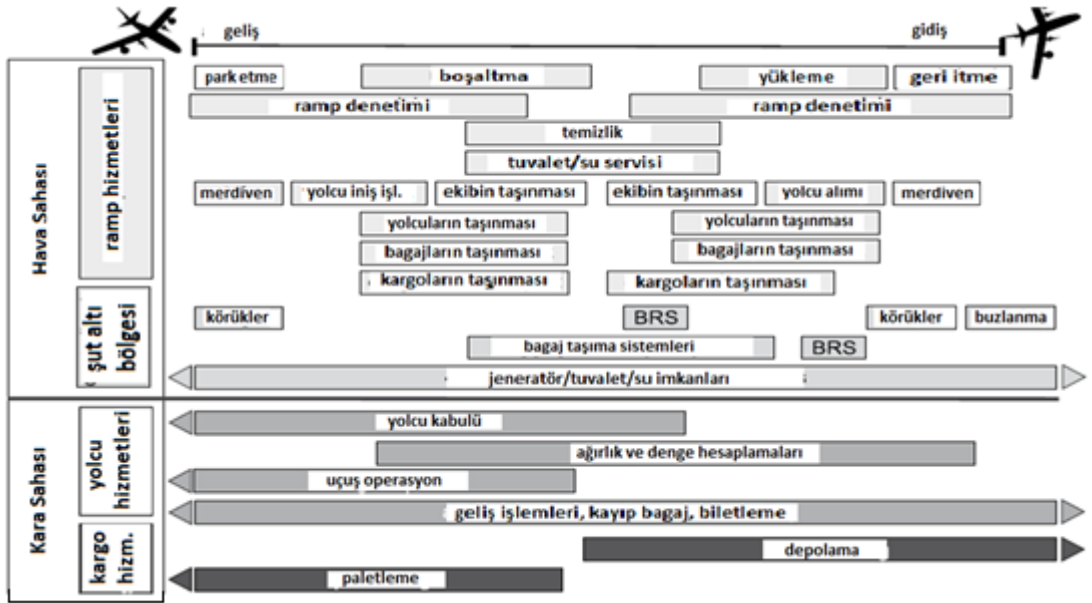 geliş gidiş
park etme boşaltma yükleme geri itme
ramp denetimi ramp denetimi
temizlik
tuvalet/su servisi
merdiven yolcu iniş işl. ekibin taşınması ekibin taşınması yolcu alımı merdiven
yolcuların taşınması yolcuların taşınması
bagajların taşınması bagajların taşınması
kargoların taşınması kargoların taşınması
körükler BRS körükler buzlanma
bagaj taşıma sistemleri BRS
jeneratör/tuvalet/su imkanları
Hava Sahası
ramp hizmetleri
şut altı
bölgesi
yolcu kabulü
ağırlık ve denge hesaplamaları
uçuş operasyon
geliş işlemleri, kayıp bagaj, biletleme
depolama
paletleme
Kara Sahası
yolcu
hizmetleri
kargo
hizm.